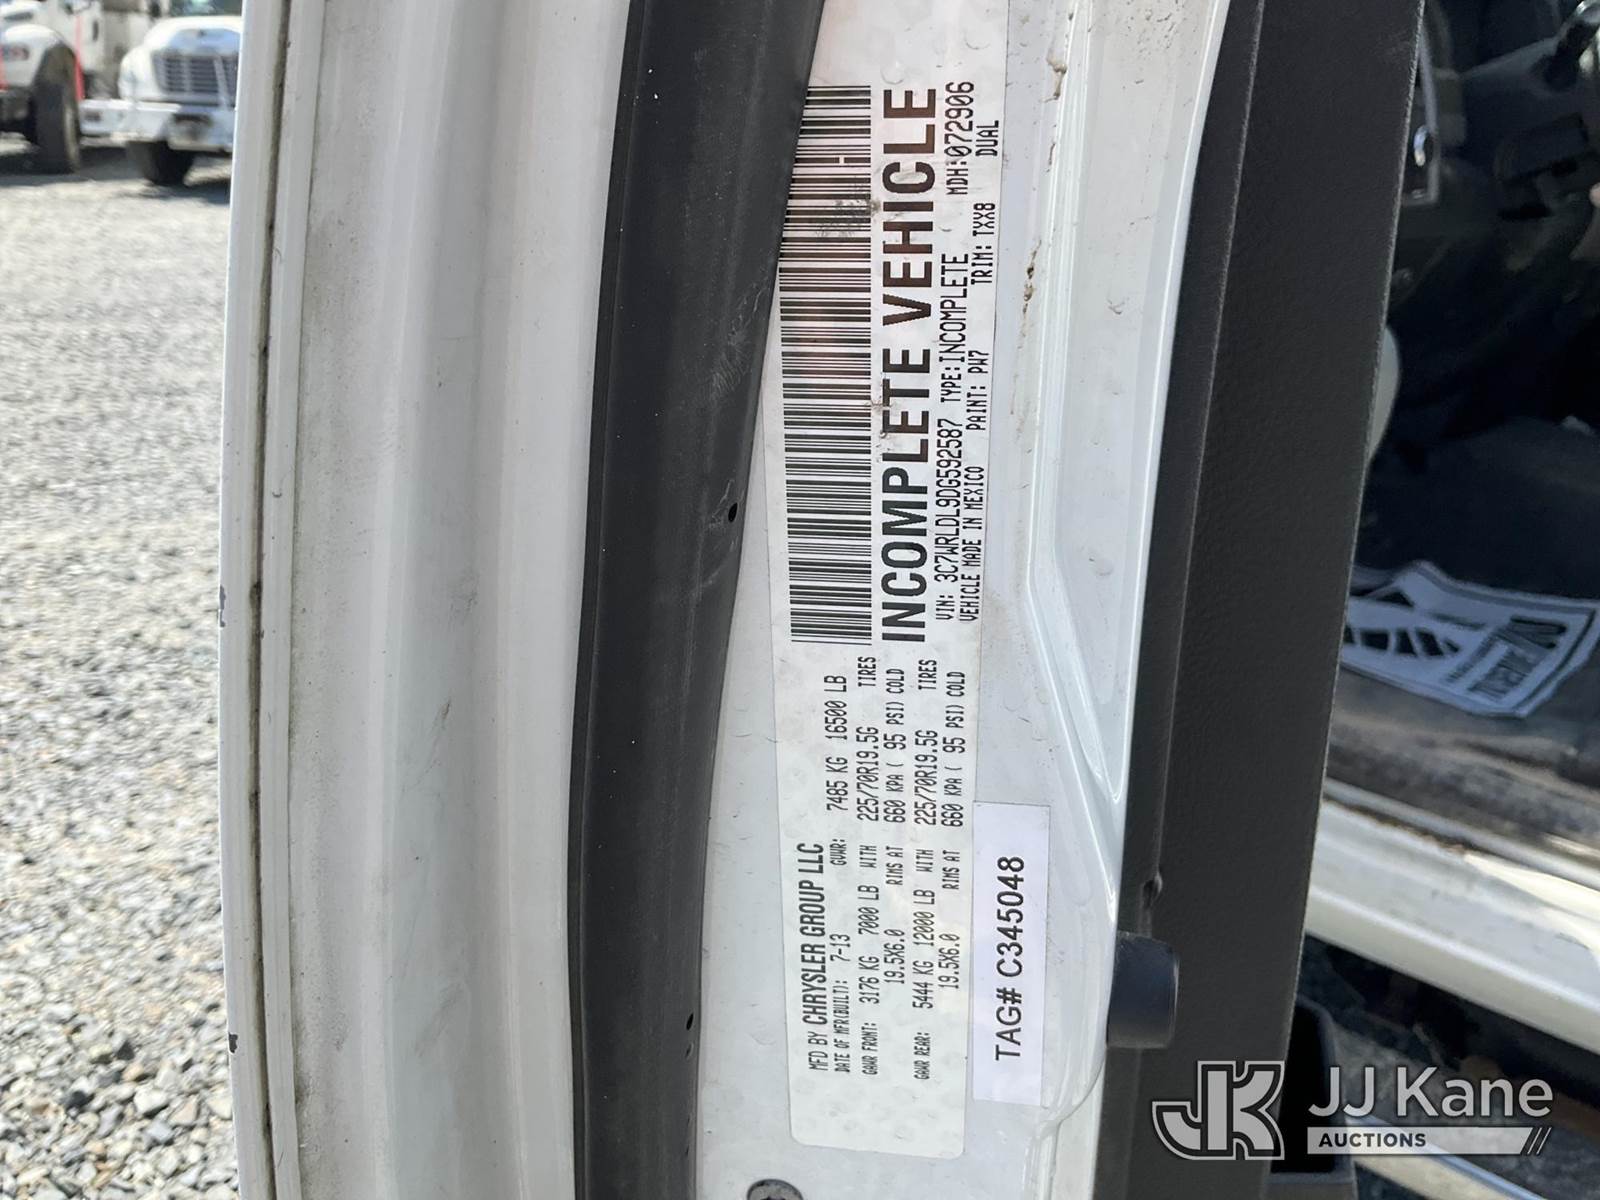 MFD BY CHRYSLER GROUP LLC
DATE OF MFR(BUILT): 7-13 GVWR: 7485 KG 16500 LB
GAWR FRONT: 3176 KG 7000 LB WITH 225/70R19.5G TIRES
19.5X6.0 RIMS AT 660 KPA ( 95 PSI) COLD
GAWR REAR: 5444 KG 12000 LB WITH 225/70R19.5G TIRES
19.5X6.0 RIMS AT 660 KPA ( 95 PSI) COLD
INCOMPLETE VEHICLE
VIN: 3C7WRLDL9DG592587 TYPE:INCOMPLETE MDH:072906
VEHICLE MADE IN MEXICO PAINT: PW7 TRIM: TXX8 DUAL
TAG# C345048
JK JJ Kane
AUCTIONS